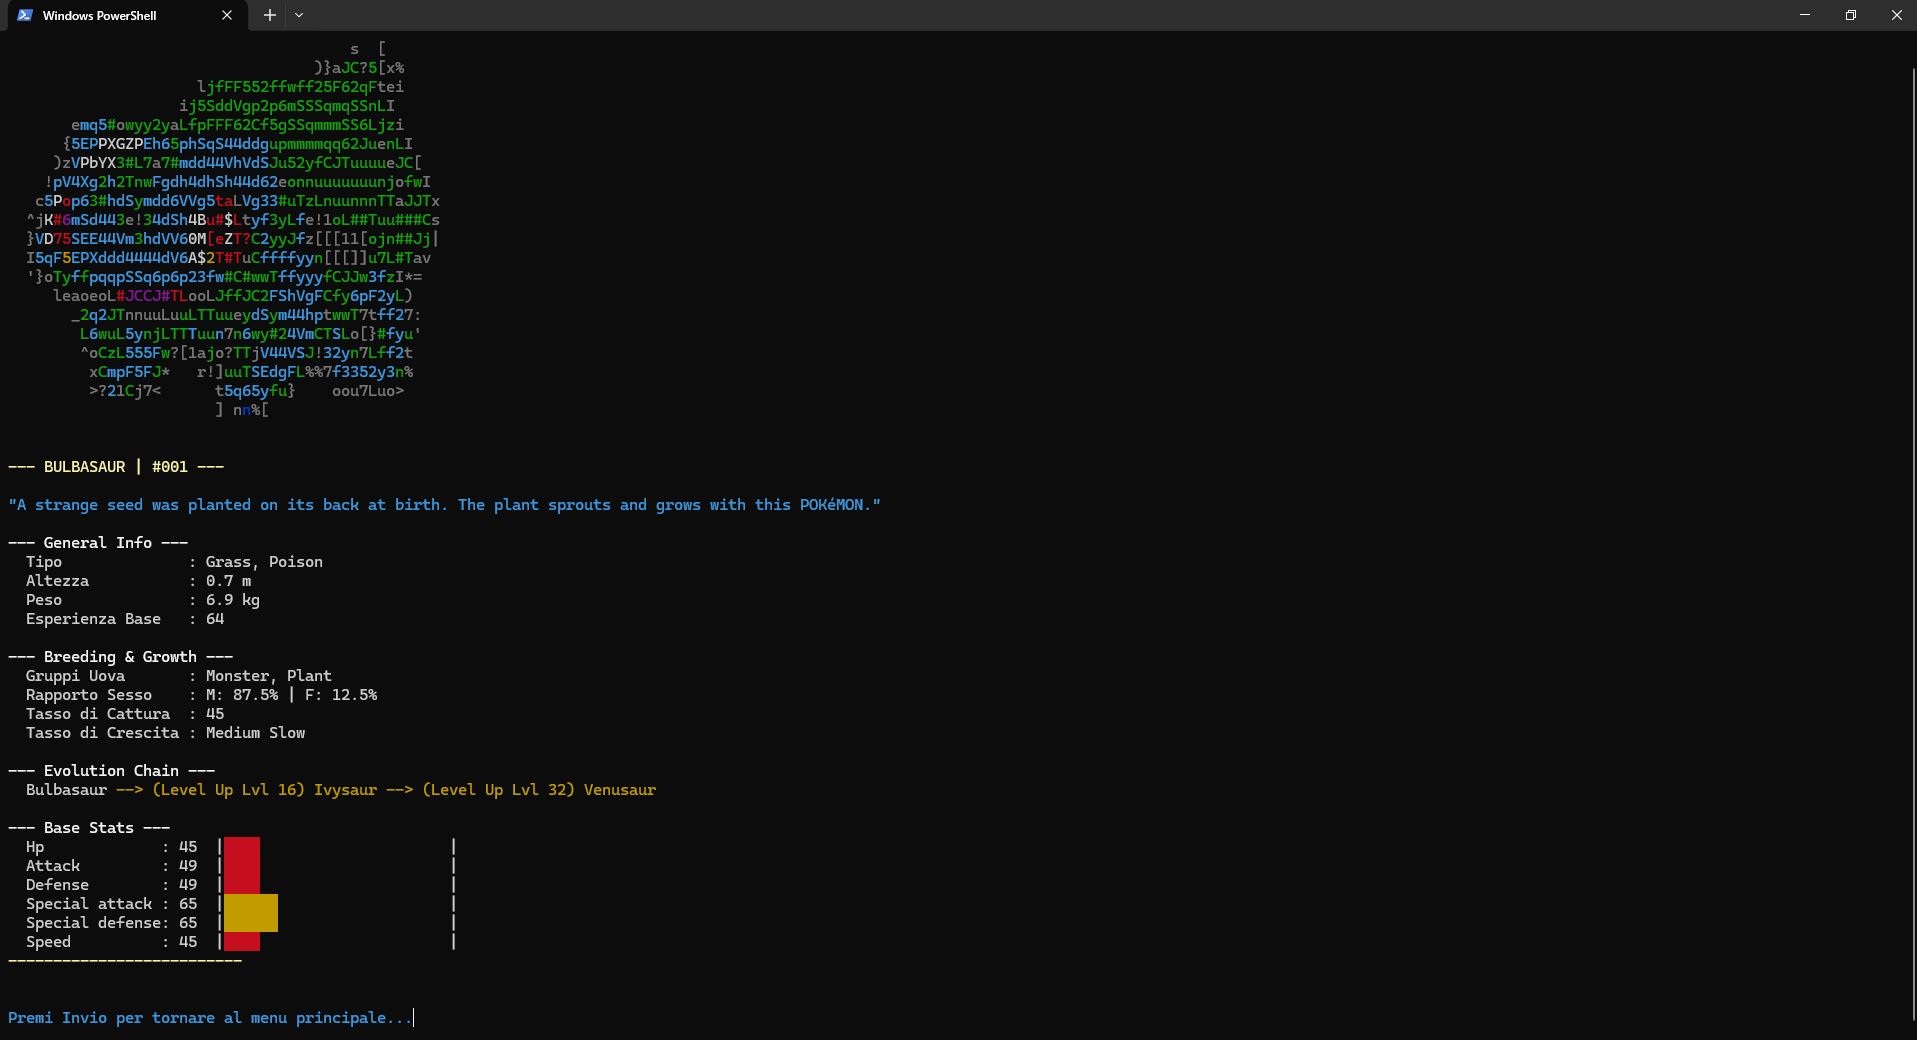 Windows PowerShell
s  [
)}aJC?5[x%
ljfFF552ffwff25F62qFtei
ij5SddVgp2p6mSSSqmqSSnLI
emq5#owyy2yaLfpFFF62Cf5gSSqmmmSS6Ljzi
{5EPPXGZPEh65phSqS44ddgupmmmmqq62JuenLI
)zVPbYX3#L7a7#mdd44VhVdSJu52yfCJTuuuueJC[
!pV4Xg2h2TnwFgdh4dhSh44d62eonnuuuuuuunjofwI
c5Pop63#hdSymdd6VVg5taLVg33#uTzLnuunnnTTaJJTx
^jK#6mSd443e!34dSh4Bu#$Ltyf3yLfe!1oL##Tuu###Cs
}VD75SEE44Vm3hdVV60M[eZT?C2yyJfz[[[11[ojn##Jj|
I5qF5EPXddd4444dV6A$2T#TuCffffyyn[[[]]u7L#Tav
'}oTyffpqqpSSq6p6p23fw#C#wwTffyyyfCJJw3fzI*=
leaoeoL#JCCJ#TLooLJffJC2FShVgFCfy6pF2yL)
_2q2JTnnuuLuuLTTuueydSym44hptwwT7tff27:
L6wuL5ynjLTTTuun7n6wy#24VmCTSLo[}#fyu'
^oCzL555Fw?[1ajo?TTjV44VSJ!32yn7Lff2t
xCmpF5FJ*   r!]uuTSEdgFL%%7f3352y3n%
>?21Cj7<      t5q65yfu}    oou7Luo>
] nn%[
--- BULBASAUR | #001 ---
"A strange seed was planted on its back at birth. The plant sprouts and grows with this POKéMON."
--- General Info ---
Tipo              : Grass, Poison
Altezza           : 0.7 m
Peso              : 6.9 kg
Esperienza Base   : 64
--- Breeding & Growth ---
Gruppi Uova       : Monster, Plant
Rapporto Sesso    : M: 87.5% | F: 12.5%
Tasso di Cattura  : 45
Tasso di Crescita : Medium Slow
--- Evolution Chain ---
Bulbasaur --> (Level Up Lvl 16) Ivysaur --> (Level Up Lvl 32) Venusaur
--- Base Stats ---
Hp             : 45  |                         |
Attack         : 49  |                         |
Defense        : 49  |                         |
Special attack : 65  |                         |
Special defense: 65  |                         |
Speed          : 45  |                         |
--------------------------
Premi Invio per tornare al menu principale...